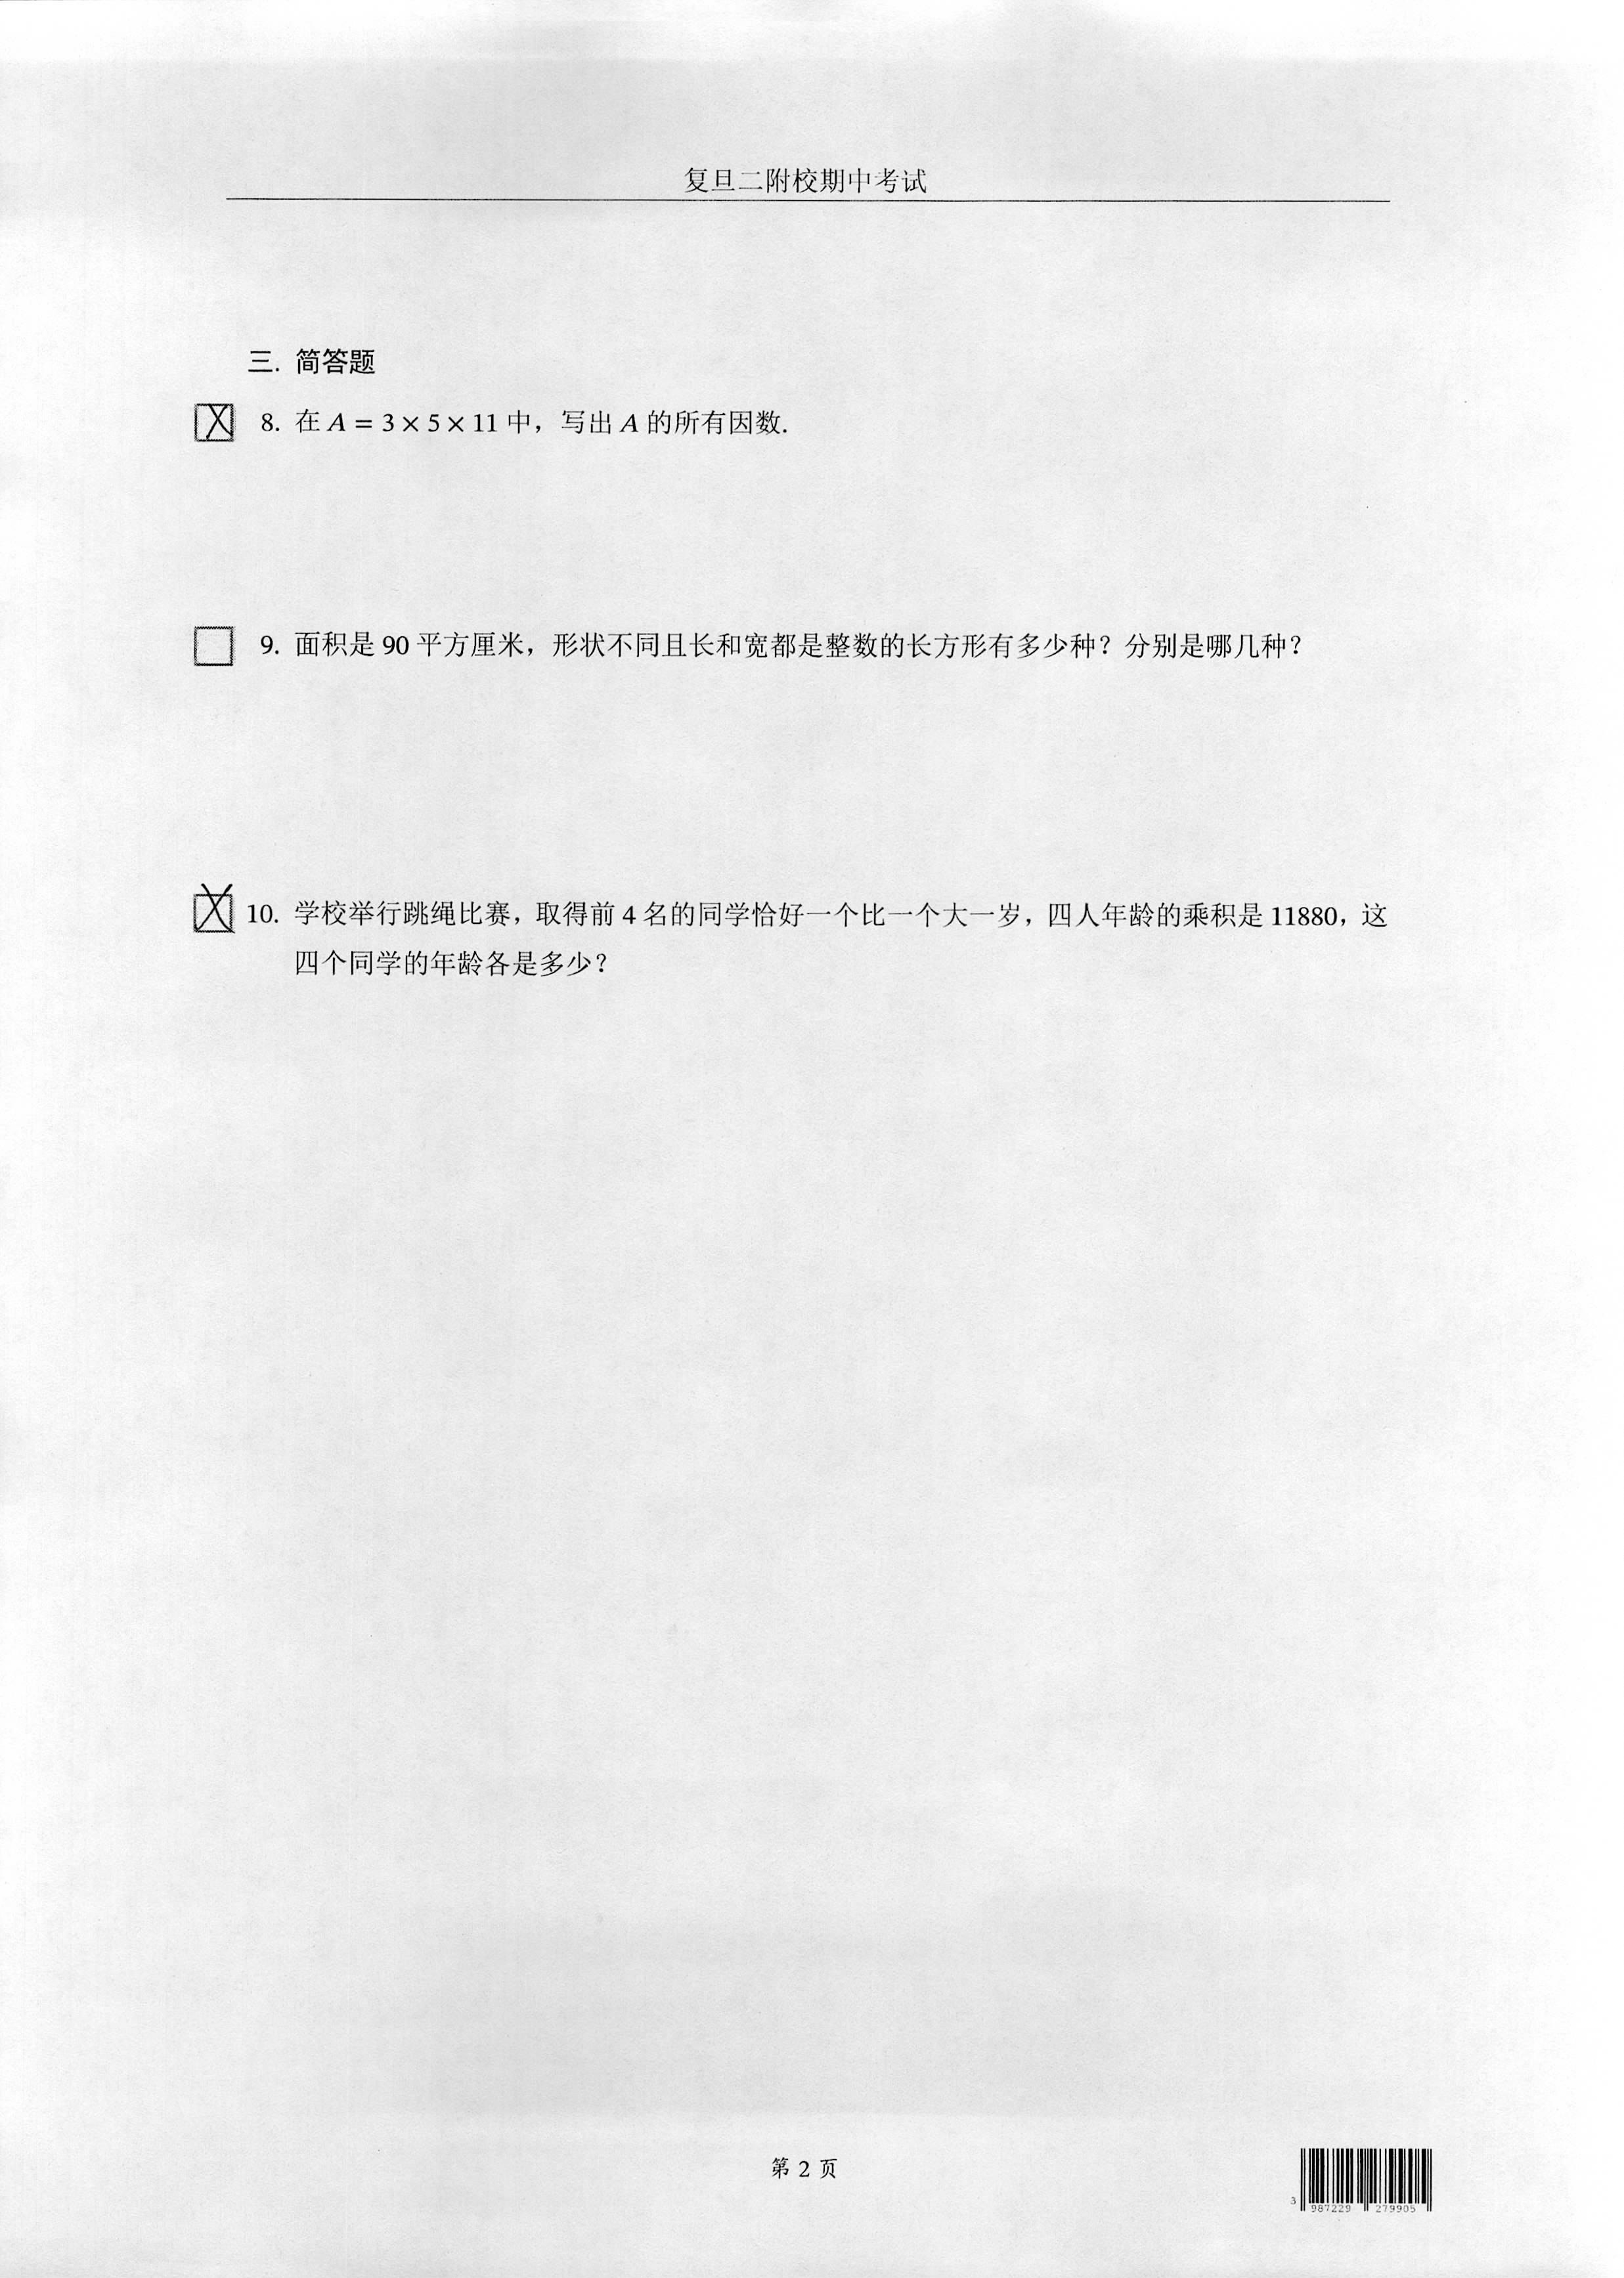 复旦二附校期中考试
三. 简答题
8. 在 A = 3 × 5 × 11 中，写出 A 的所有因数.
9. 面积是 90 平方厘米，形状不同且长和宽都是整数的长方形有多少种？分别是哪几种？
10. 学校举行跳绳比赛，取得前 4 名的同学恰好一个比一个大一岁，四人年龄的乘积是 11880，这
四个同学的年龄各是多少？
第 2 页
3 987229 279905